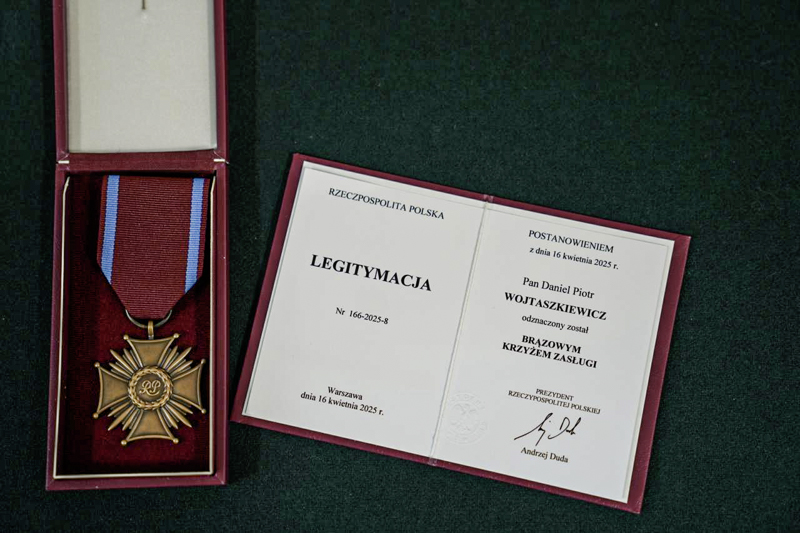 RP
RZECZPOSPOLITA POLSKA
LEGITYMACJA
Nr 166-2025-8
Warszawa
dnia 16 kwietnia 2025 r.
POSTANOWIENIEM
z dnia 16 kwietnia 2025 r.
Pan Daniel Piotr
WOJTASZKIEWICZ
odznaczony został
BRĄZOWYM
KRZYŻEM ZASŁUGI
PREZYDENT
RZECZYPOSPOLITEJ POLSKIEJ
Andrzej Duda